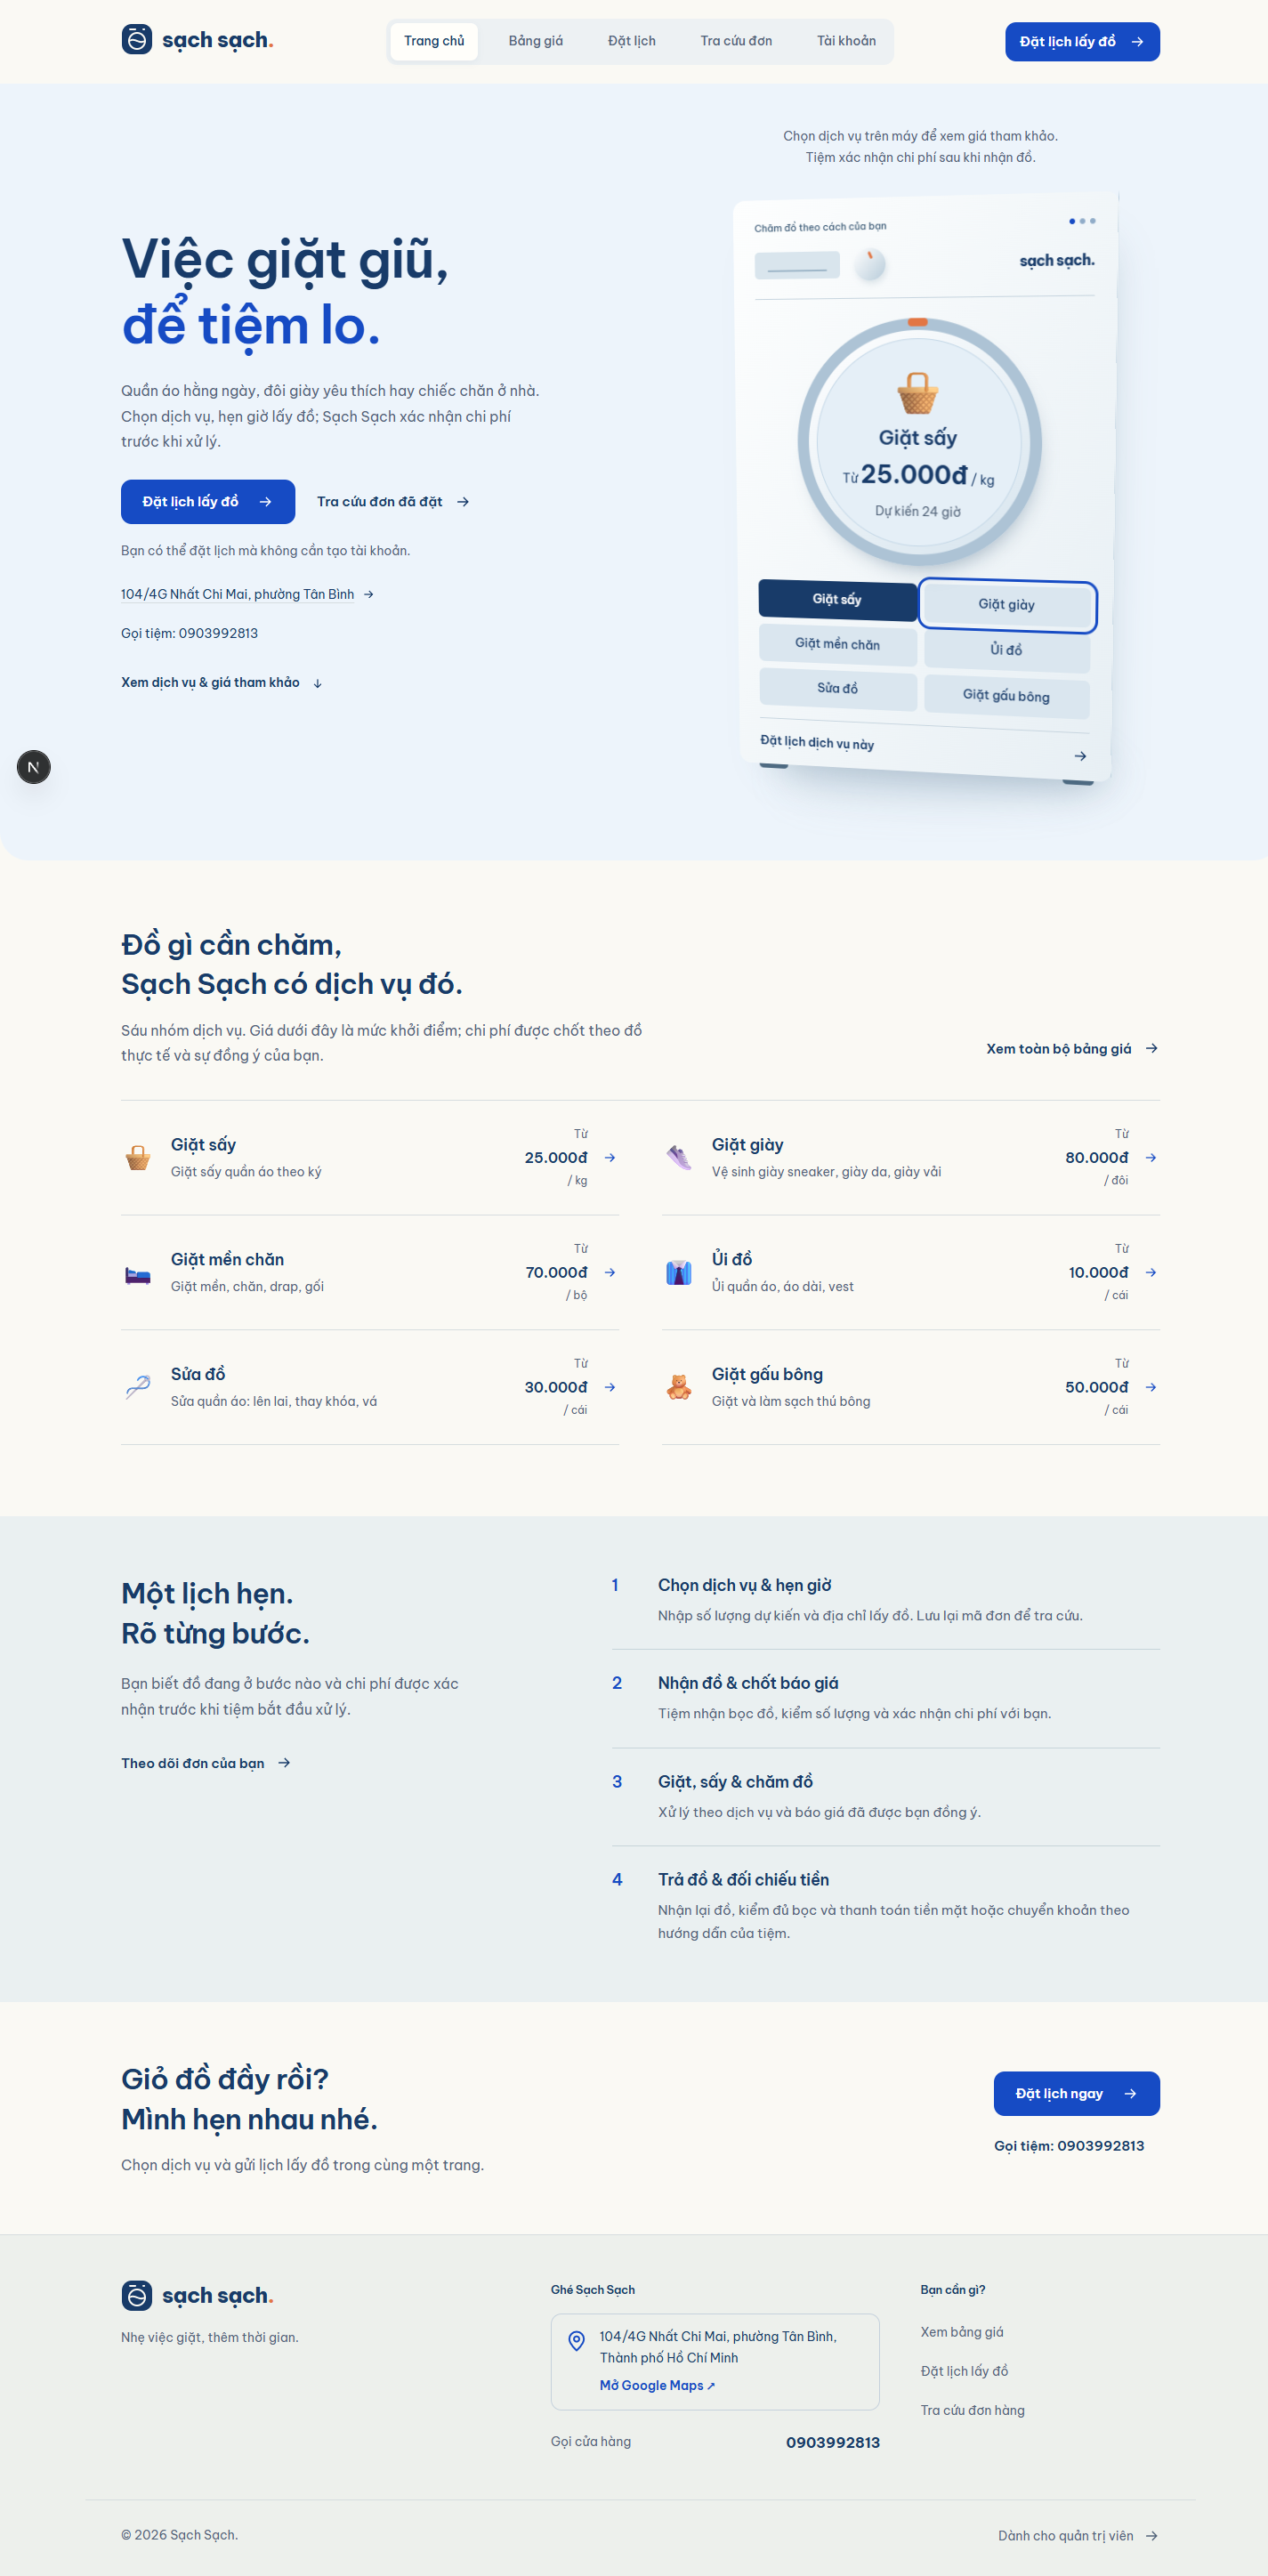 sạch sạch.
Trang chủ
Bảng giá
Đặt lịch
Tra cứu đơn
Tài khoản
Đặt lịch lấy đồ →
Việc giặt giũ,
để tiệm lo.
Quần áo hằng ngày, đôi giày yêu thích hay chiếc chăn ở nhà.
Chọn dịch vụ, hẹn giờ lấy đồ; Sạch Sạch xác nhận chi phí
trước khi xử lý.
Đặt lịch lấy đồ →
Tra cứu đơn đã đặt →
Bạn có thể đặt lịch mà không cần tạo tài khoản.
104/4G Nhất Chi Mai, phường Tân Bình →
Gọi tiệm: 0903992813
Xem dịch vụ & giá tham khảo ↓
N
Chọn dịch vụ trên máy để xem giá tham khảo.
Tiệm xác nhận chi phí sau khi nhận đồ.
Chăm đồ theo cách của bạn
sạch sạch.
Giặt sấy
Từ 25.000đ / kg
Dự kiến 24 giờ
Giặt sấy
Giặt giày
Giặt mền chăn
Ủi đồ
Sửa đồ
Giặt gấu bông
Đặt lịch dịch vụ này →
Đồ gì cần chăm,
Sạch Sạch có dịch vụ đó.
Sáu nhóm dịch vụ. Giá dưới đây là mức khởi điểm; chi phí được chốt theo đồ
thực tế và sự đồng ý của bạn.
Xem toàn bộ bảng giá →
Giặt sấy
Giặt sấy quần áo theo ký
Từ
25.000đ →
/ kg
Giặt giày
Vệ sinh giày sneaker, giày da, giày vải
Từ
80.000đ →
/ đôi
Giặt mền chăn
Giặt mền, chăn, drap, gối
Từ
70.000đ →
/ bộ
Ủi đồ
Ủi quần áo, áo dài, vest
Từ
10.000đ →
/ cái
Sửa đồ
Sửa quần áo: lên lai, thay khóa, vá
Từ
30.000đ →
/ cái
Giặt gấu bông
Giặt và làm sạch thú bông
Từ
50.000đ →
/ cái
Một lịch hẹn.
Rõ từng bước.
Bạn biết đồ đang ở bước nào và chi phí được xác
nhận trước khi tiệm bắt đầu xử lý.
Theo dõi đơn của bạn →
1 Chọn dịch vụ & hẹn giờ
Nhập số lượng dự kiến và địa chỉ lấy đồ. Lưu lại mã đơn để tra cứu.
2 Nhận đồ & chốt báo giá
Tiệm nhận bọc đồ, kiểm số lượng và xác nhận chi phí với bạn.
3 Giặt, sấy & chăm đồ
Xử lý theo dịch vụ và báo giá đã được bạn đồng ý.
4 Trả đồ & đối chiếu tiền
Nhận lại đồ, kiểm đủ bọc và thanh toán tiền mặt hoặc chuyển khoản theo
hướng dẫn của tiệm.
Giỏ đồ đầy rồi?
Mình hẹn nhau nhé.
Chọn dịch vụ và gửi lịch lấy đồ trong cùng một trang.
Đặt lịch ngay →
Gọi tiệm: 0903992813
sạch sạch.
Nhẹ việc giặt, thêm thời gian.
Ghé Sạch Sạch
104/4G Nhất Chi Mai, phường Tân Bình,
Thành phố Hồ Chí Minh
Mở Google Maps ↗
Gọi cửa hàng
0903992813
Bạn cần gì?
Xem bảng giá
Đặt lịch lấy đồ
Tra cứu đơn hàng
© 2026 Sạch Sạch.
Dành cho quản trị viên →